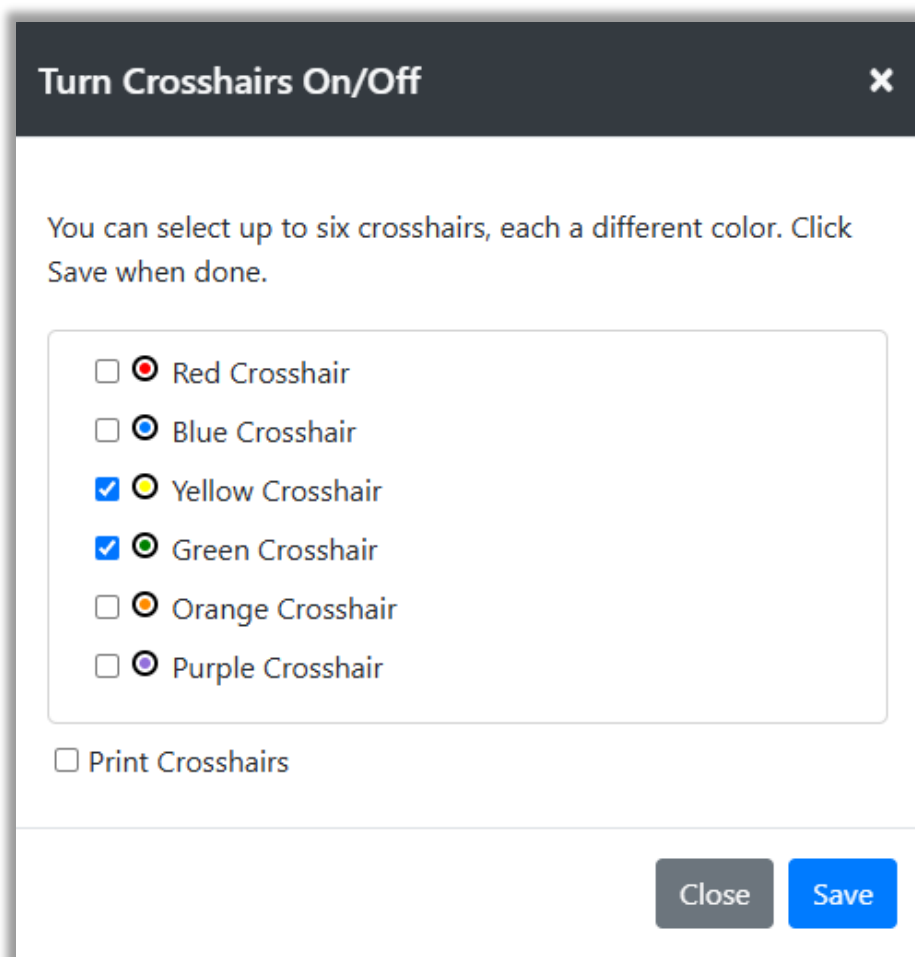 Turn Crosshairs On/Off
You can select up to six crosshairs, each a different color. Click
Save when done.
Red Crosshair
Blue Crosshair
Yellow Crosshair
Green Crosshair
Orange Crosshair
Purple Crosshair
Print Crosshairs
Close Save